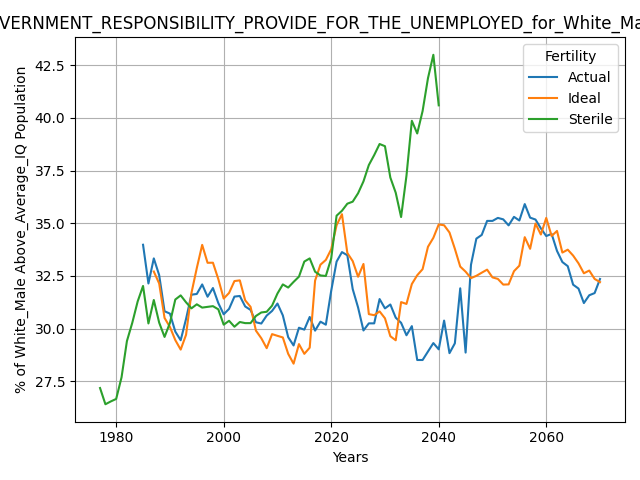 VERNMENT_RESPONSIBILITY_PROVIDE_FOR_THE_UNEMPLOYED_for_White_Ma
Fertility
Actual
Ideal
Sterile
% of White_Male Above_Average_IQ Population
42.5
40.0
37.5
35.0
32.5
30.0
27.5
1980
2000
2020
2040
2060
Years